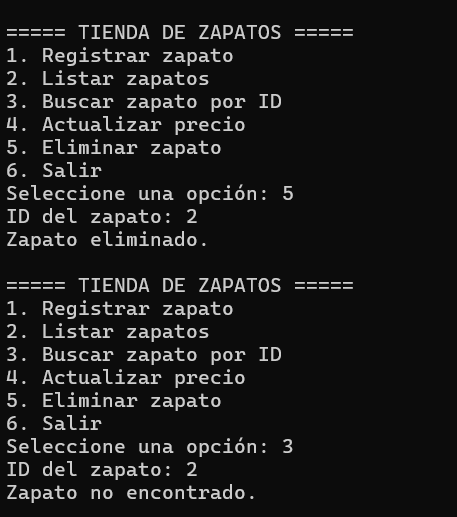 ===== TIENDA DE ZAPATOS =====
1. Registrar zapato
2. Listar zapatos
3. Buscar zapato por ID
4. Actualizar precio
5. Eliminar zapato
6. Salir
Seleccione una opción: 5
ID del zapato: 2
Zapato eliminado.

===== TIENDA DE ZAPATOS =====
1. Registrar zapato
2. Listar zapatos
3. Buscar zapato por ID
4. Actualizar precio
5. Eliminar zapato
6. Salir
Seleccione una opción: 3
ID del zapato: 2
Zapato no encontrado.